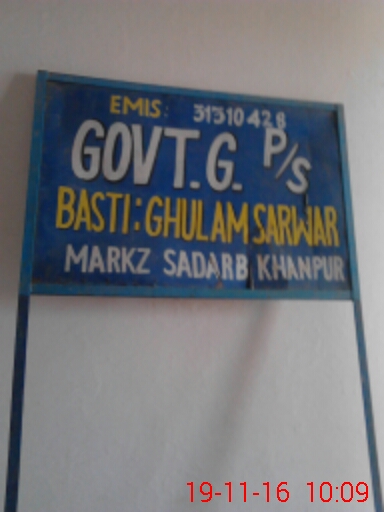 EMIS: 31310428
GOVT. G. P/S
BASTI: GHULAM SARWAR
MARKZ SADARB KHANPUR
19-11-16 10:09